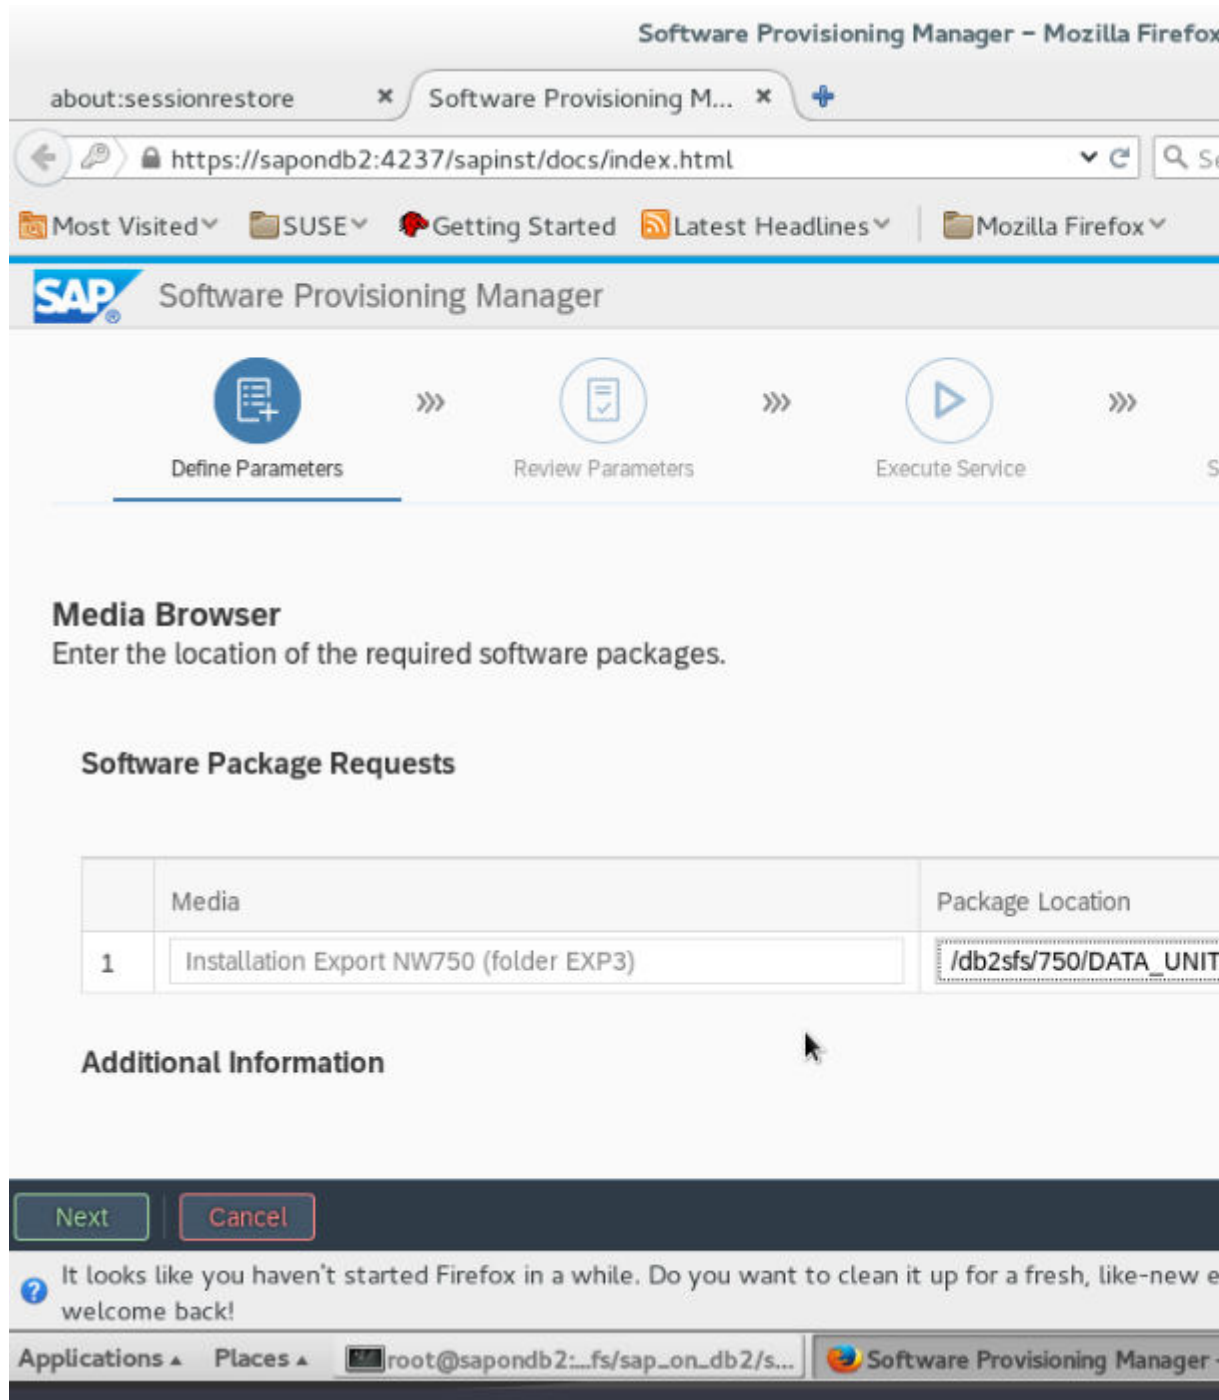 Software Provisioning Manager – Mozilla Firefox
about:sessionrestore × Software Provisioning M... ×
https://sapondb2:4237/sapinst/docs/index.html
Most Visited SUSE Getting Started Latest Headlines Mozilla Firefox
SAP® Software Provisioning Manager
Define Parameters Review Parameters Execute Service
Media Browser
Enter the location of the required software packages.
Software Package Requests
Media Package Location
1 Installation Export NW750 (folder EXP3) /db2sfs/750/DATA_UNIT
Additional Information
Next Cancel
It looks like you haven't started Firefox in a while. Do you want to clean it up for a fresh, like-new
welcome back!
Applications Places root@sapondb2:...fs/sap_on_db2/s... Software Provisioning Manager -